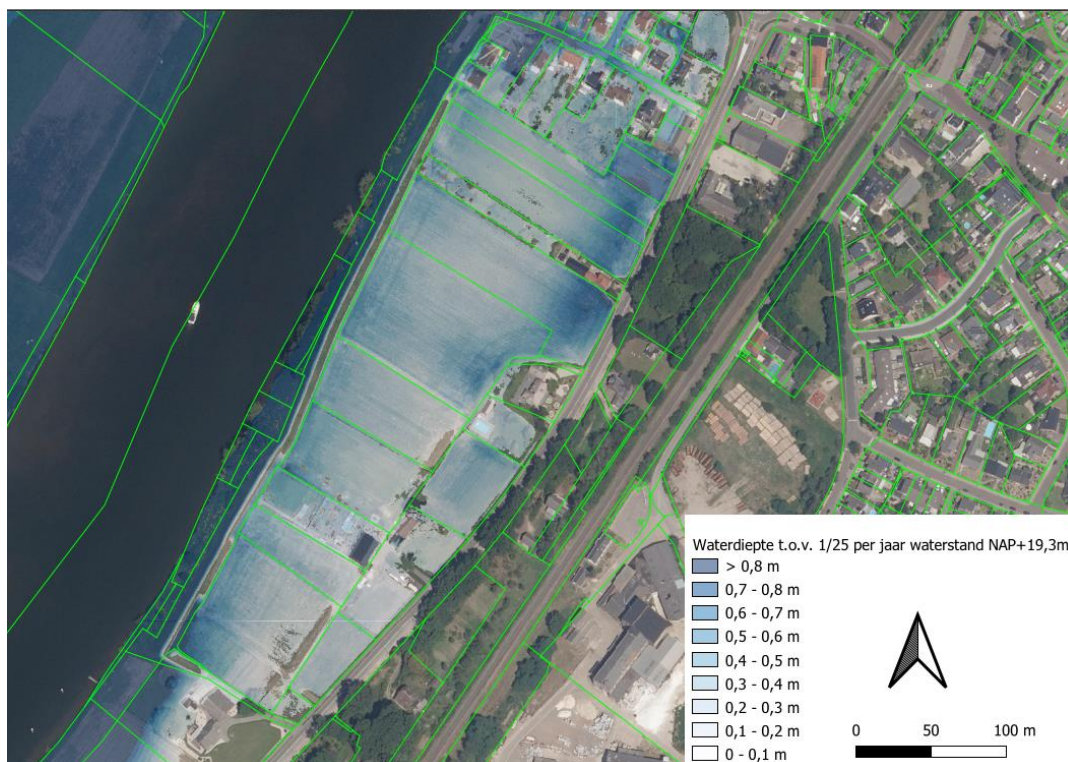 Waterdiepte t.o.v. 1/25 per jaar waterstand NAP+19,3m
> 0,8 m
0,7 - 0,8 m
0,6 - 0,7 m
0,5 - 0,6 m
0,4 - 0,5 m
0,3 - 0,4 m
0,2 - 0,3 m
0,1 - 0,2 m
0 - 0,1 m
0 50 100 m